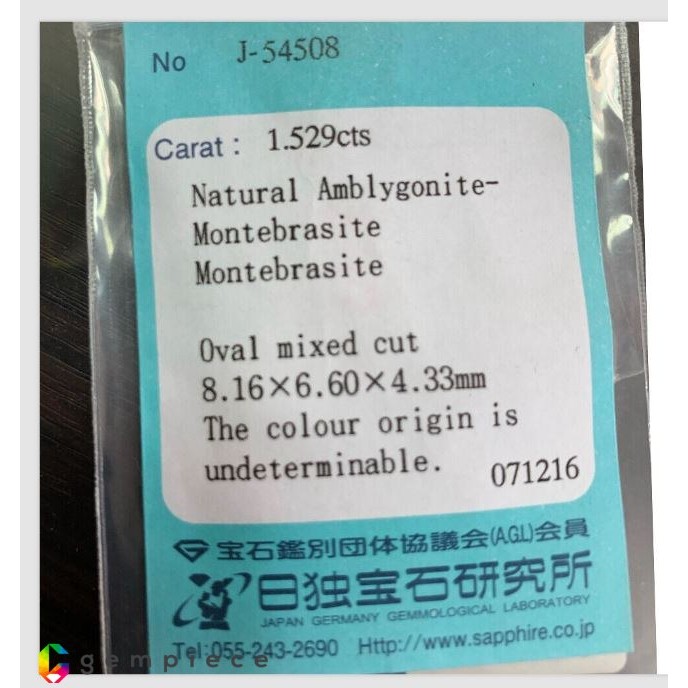 No J-54508
Carat : 1.529cts
Natural Amblygonite-
Montebrasite
Montebrasite
Oval mixed cut
8.16×6.60×4.33mm
The colour origin is
undeterminable.
071216
宝石鑑別団体協議会(A.G.L)会員
日独宝石研究所
JAPAN GERMANY GEMMOLOGICAL LABORATORY
Tel:055-243-2690 Http://www.sapphire.co.jp
gempiece